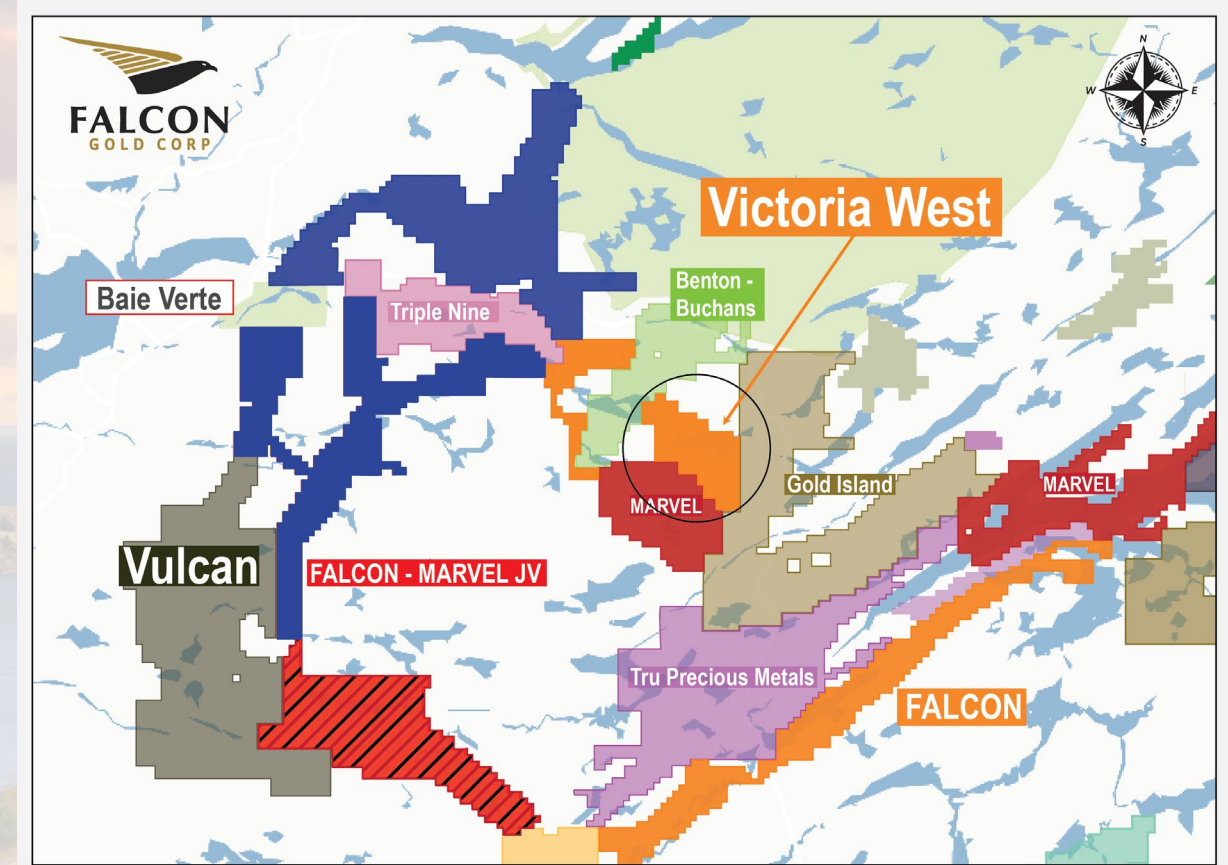 FALCON
GOLD CORP
N
W
E
S
Victoria West
Baie Verte
Triple Nine
Benton -
Buchans
Gold Island
MARVEL
MARVEL
Vulcan
FALCON - MARVEL JV
Tru Precious Metals
FALCON